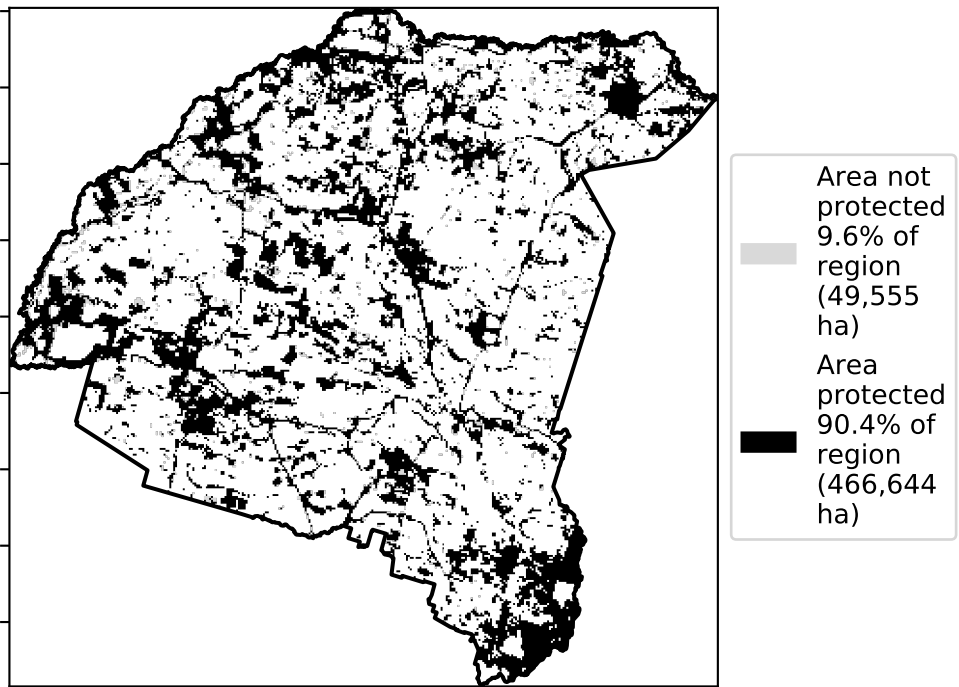 Area not
protected
9.6% of
region
(49,555
ha)
Area
protected
90.4% of
region
(466,644
ha)